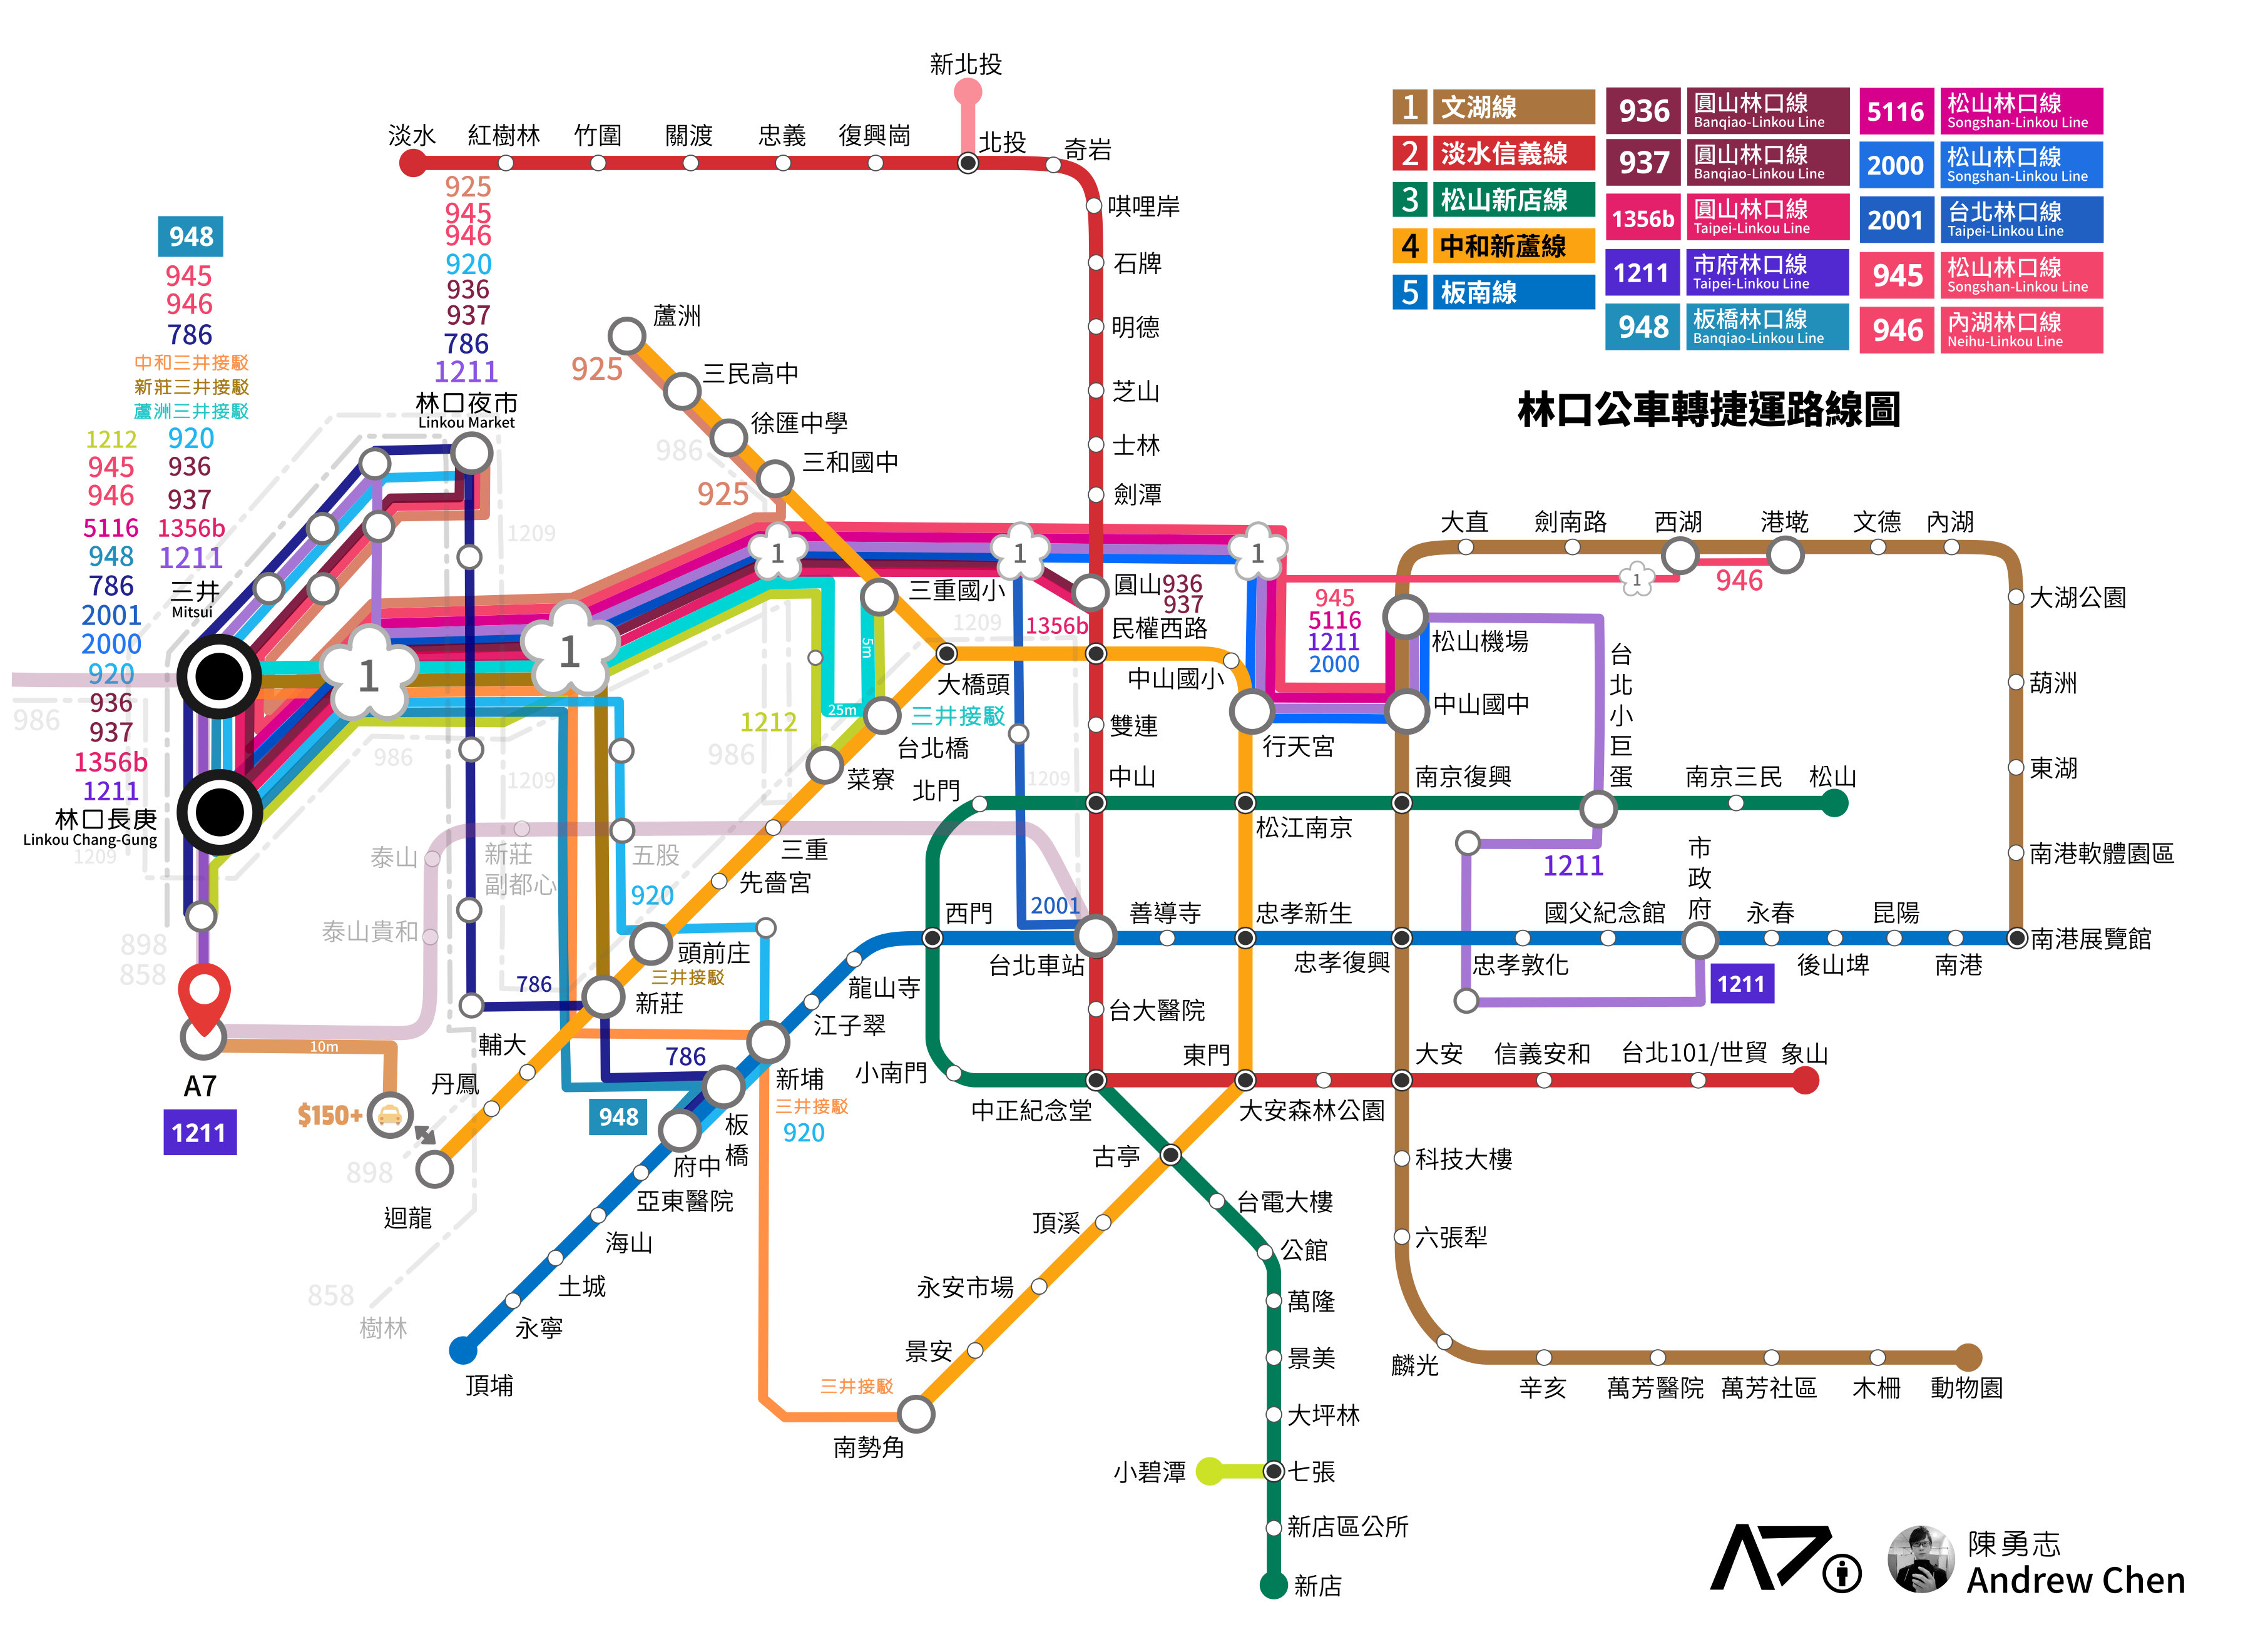 新北投
淡水
紅樹林
竹圍
關渡
忠義
復興崗
北投
奇岩
唭哩岸
石牌
明德
芝山
士林
劍潭
圓山
936
937
民權西路
雙連
中山
1
文湖線
2
淡水信義線
3
松山新店線
4
中和新蘆線
5
板南線
936
圓山林口線
Banqiao-Linkou Line
937
圓山林口線
Banqiao-Linkou Line
1356b
圓山林口線
Taipei-Linkou Line
1211
市府林口線
Taipei-Linkou Line
948
板橋林口線
Banqiao-Linkou Line
5116
松山林口線
Songshan-Linkou Line
2000
松山林口線
Songshan-Linkou Line
2001
台北林口線
Taipei-Linkou Line
945
松山林口線
Songshan-Linkou Line
946
內湖林口線
Neihu-Linkou Line
林口公車轉捷運路線圖
925
945
946
920
936
937
786
1211
林口夜市
Linkou Market
948
945
946
786
中和三井接駁
新莊三井接駁
蘆洲三井接駁
920
936
937
1356b
1211
三井
Mitsui
1212
945
946
5116
948
786
2001
2000
920
936
937
1356b
1211
林口長庚
Linkou Chang-Gung
986
1209
898
858
A7
1211
10m
$150+
898
迴龍
858
樹林
蘆洲
925
三民高中
徐匯中學
986
三和國中
925
1209
1
1
1
1
1
1
三重國小
5m
25m
大橋頭
三井接駁
台北橋
1212
菜寮
986
986
1209
1209
1209
1356b
三重
先嗇宮
泰山
新莊
副都心
五股
泰山貴和
920
頭前庄
三井接駁
新莊
786
輔大
丹鳳
786
948
新埔
三井接駁
920
板
橋
府中
亞東醫院
海山
土城
永寧
頂埔
江子翠
龍山寺
北門
西門
2001
台北車站
善導寺
台大醫院
小南門
中正紀念堂
中山國小
行天宮
松江南京
忠孝新生
東門
大安森林公園
古亭
台電大樓
公館
萬隆
景美
大坪林
七張
小碧潭
新店區公所
新店
頂溪
永安市場
景安
三井接駁
南勢角
945
5116
1211
2000
大直
劍南路
西湖
港墘
文德
內湖
946
大湖公園
葫洲
東湖
南港軟體園區
南港展覽館
松山機場
中山國中
南京復興
台
北
小
巨
蛋
南京三民
松山
1211
忠孝復興
忠孝敦化
國父紀念館
市
政
府
1211
永春
後山埤
昆陽
南港
大安
信義安和
台北101/世貿
象山
科技大樓
六張犁
麟光
辛亥
萬芳醫院
萬芳社區
木柵
動物園
A7
陳勇志
Andrew Chen